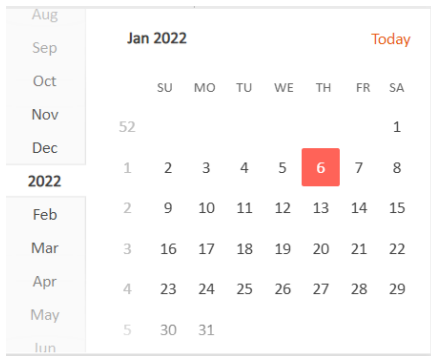 Aug
Sep
Oct
Nov
Dec
2022
Feb
Mar
Apr
May
Jun
Jan 2022 Today
SU MO TU WE TH FR SA
52 1
1 2 3 4 5 6 7 8
2 9 10 11 12 13 14 15
3 16 17 18 19 20 21 22
4 23 24 25 26 27 28 29
5 30 31